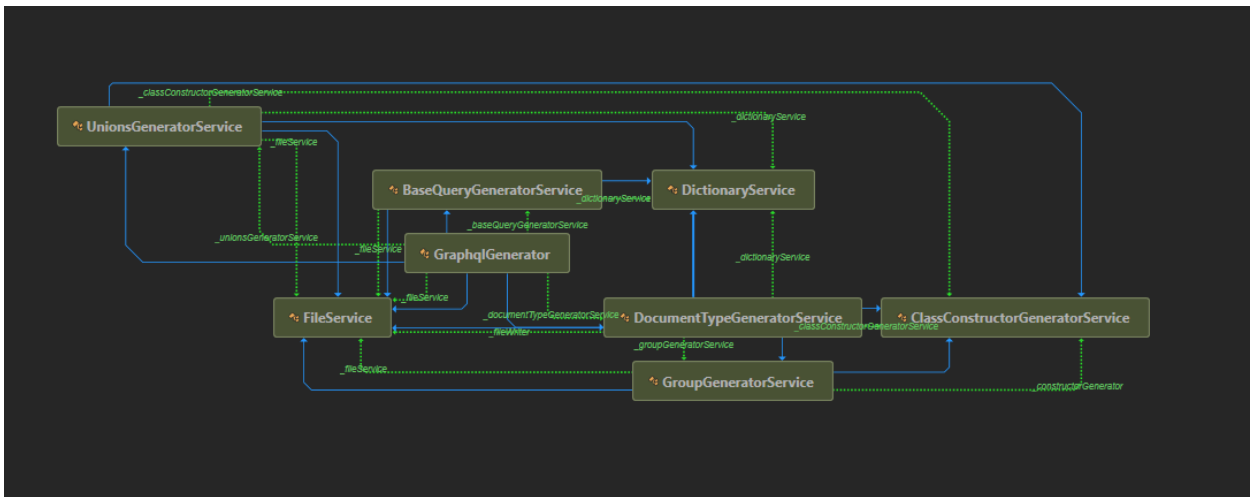 _classConstructorGeneratorService
_dictionaryService
UnionsGeneratorService
_fileService
BaseQueryGeneratorService
DictionaryService
_dictionaryService
_baseQueryGeneratorService
_unionsGeneratorService
_fileService
GraphqlGenerator
_dictionaryService
_fileService
_documentTypeGeneratorService
FileService
DocumentTypeGeneratorService
ClassConstructorGeneratorService
_classConstructorGeneratorService
_fileWriter
_groupGeneratorService
_fileService
GroupGeneratorService
_constructorGenerator